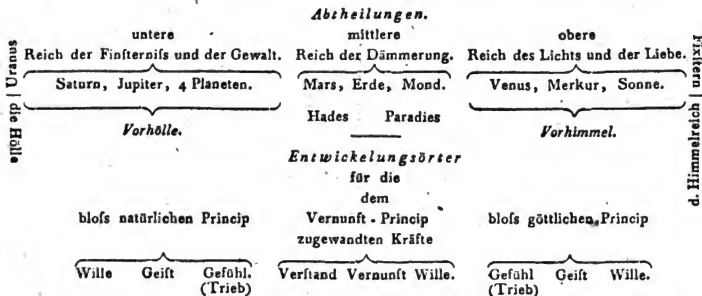 Abtheilungen.
untere mittlere obere
Reich der Finſterniſs und der Gewalt. Reich der Dämmerung. Reich des Lichts und der Liebe.
Saturn, Jupiter, 4 Planeten. Mars, Erde, Mond. Venus, Merkur, Sonne.
Uranus
die Hölle
Fixſtern
d. Himmelreich
Hades Paradies
Vorhölle. Vorhimmel.
Entwickelungsörter
für die
dem
bloſs natürlichen Princip Vernunft - Princip bloſs göttlichen Princip
zugewandten Kräfte
Wille Geiſt Gefühl. Verſtand Vernunft Wille. Gefühl Geiſt Wille.
(Trieb) (Trieb)